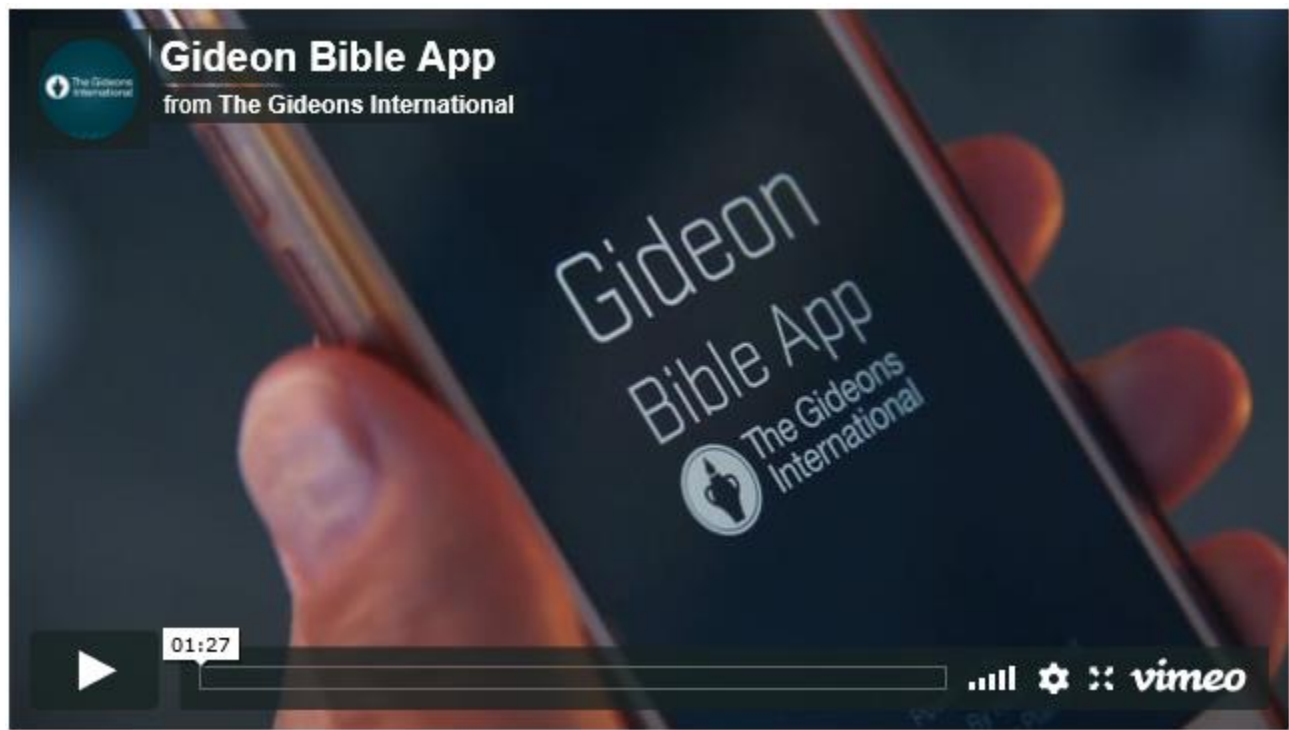 Gideon Bible App
from The Gideons International
The Gideons
International
Gideon
Bible App
The Gideons
International
01:27
vimeo